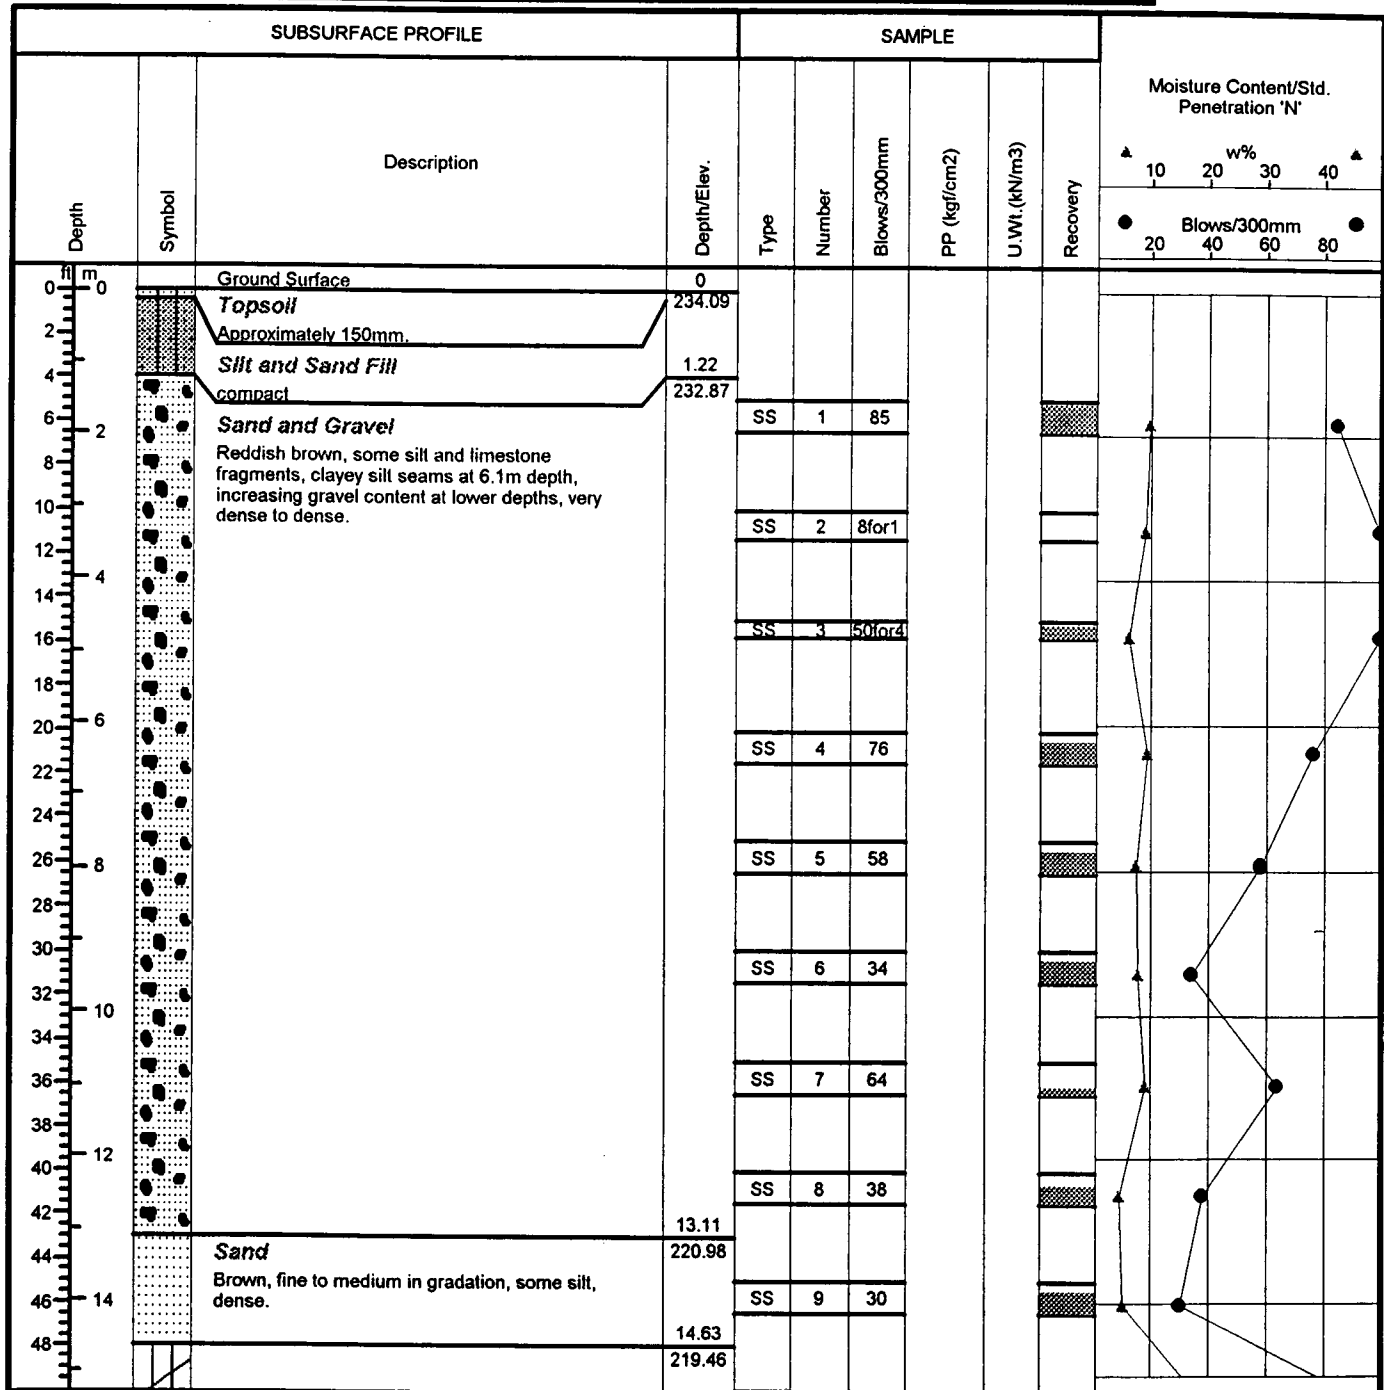 SUBSURFACE PROFILE
SAMPLE
Moisture Content/Std.
Penetration 'N'
w%
10 20 30 40
Blows/300mm
20 40 60 80
Depth
Symbol
Description
Depth/Elev.
Type
Number
Blows/300mm
PP (kgf/cm2)
U.Wt.(kN/m3)
Recovery
ft m
0 0
Ground Surface
0
234.09
Topsoil
Approximately 150mm.
2
Silt and Sand Fill
1.22
4
compact
232.87
Sand and Gravel
6 2
SS 1 85
Reddish brown, some silt and limestone
fragments, clayey silt seams at 6.1m depth,
increasing gravel content at lower depths, very
dense to dense.
8
10
SS 2 8for1
12
4
14
16
SS 3 50for4
18
6
20
SS 4 76
22
24
26 8
SS 5 58
28
30
SS 6 34
32
10
34
36
SS 7 64
38
12
40
SS 8 38
42
13.11
220.98
Sand
44
Brown, fine to medium in gradation, some silt,
dense.
46 14
SS 9 30
14.63
48
219.46